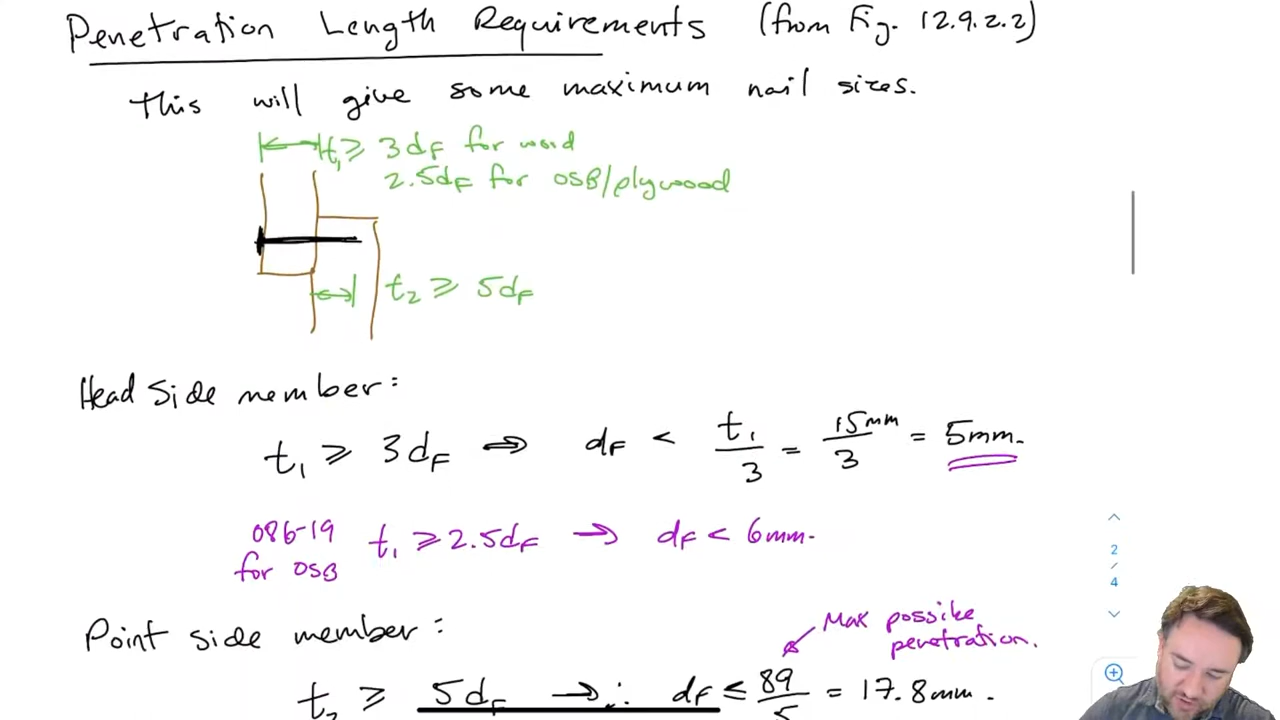 Penetration Length Requirements (from Fig. 12.9.2.2)
This will give some maximum nail sizes.
t₁ ≥ 3dF for wood
2.5dF for OSB/plywood
t₂ ≥ 5dF
Head Side member:
t₁ ≥ 3dF ⇒ dF < t₁/3 = 15mm/3 = 5mm.
086-19 t₁ ≥ 2.5dF → dF < 6mm.
for OSB
Point side member:
Max possible
penetration.
t₂ ≥ 5dF → ∴ dF ≤ 89/5 = 17.8mm.
2
/
4